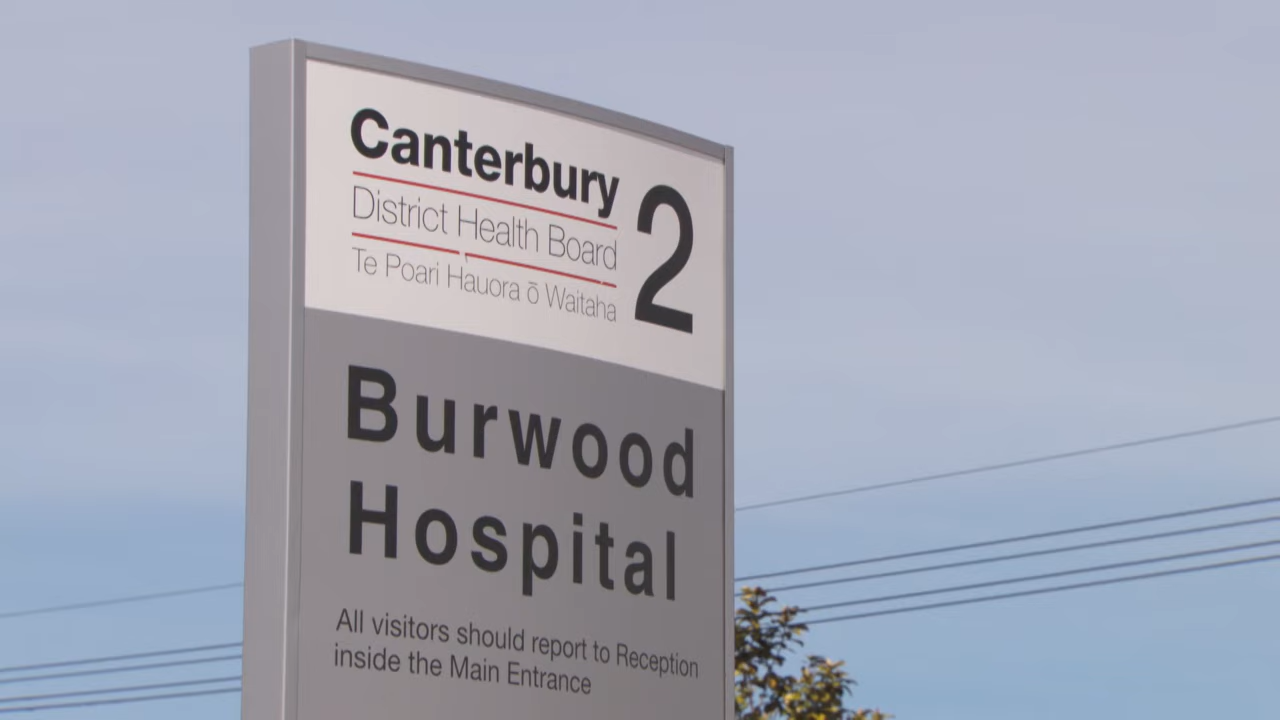 Canterbury
District Health Board
Te Poari Hauora ō Waitaha
2
Burwood
Hospital
All visitors should report to Reception
inside the Main Entrance